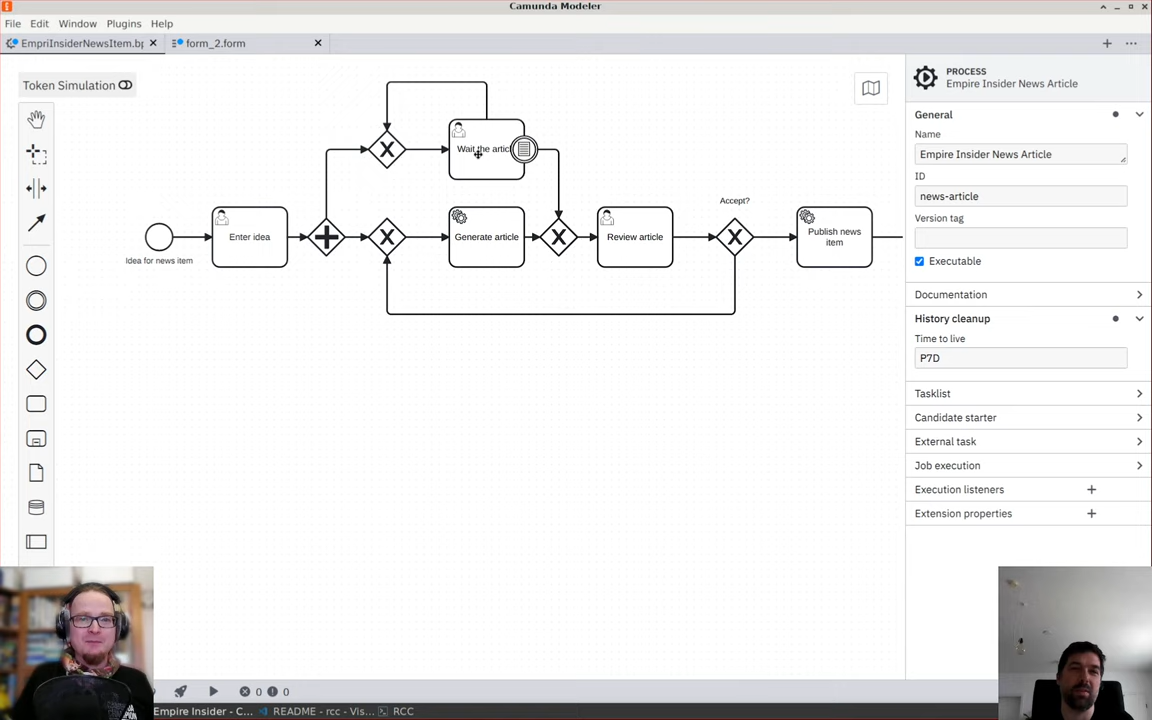 Camunda Modeler
File Edit Window Plugins Help
EmpriInsiderNewsItem.bp
form_2.form
Token Simulation
PROCESS
Empire Insider News Article
General
Name
Empire Insider News Article
ID
news-article
Version tag
Executable
Documentation
History cleanup
Time to live
P7D
Tasklist
Candidate starter
External task
Job execution
Execution listeners
Extension properties
Wait the artic
Accept?
Enter idea
Generate article
Review article
Publish news
item
Idea for news item
0 0
Empire Insider - C...
README - rcc - Vis...
RCC